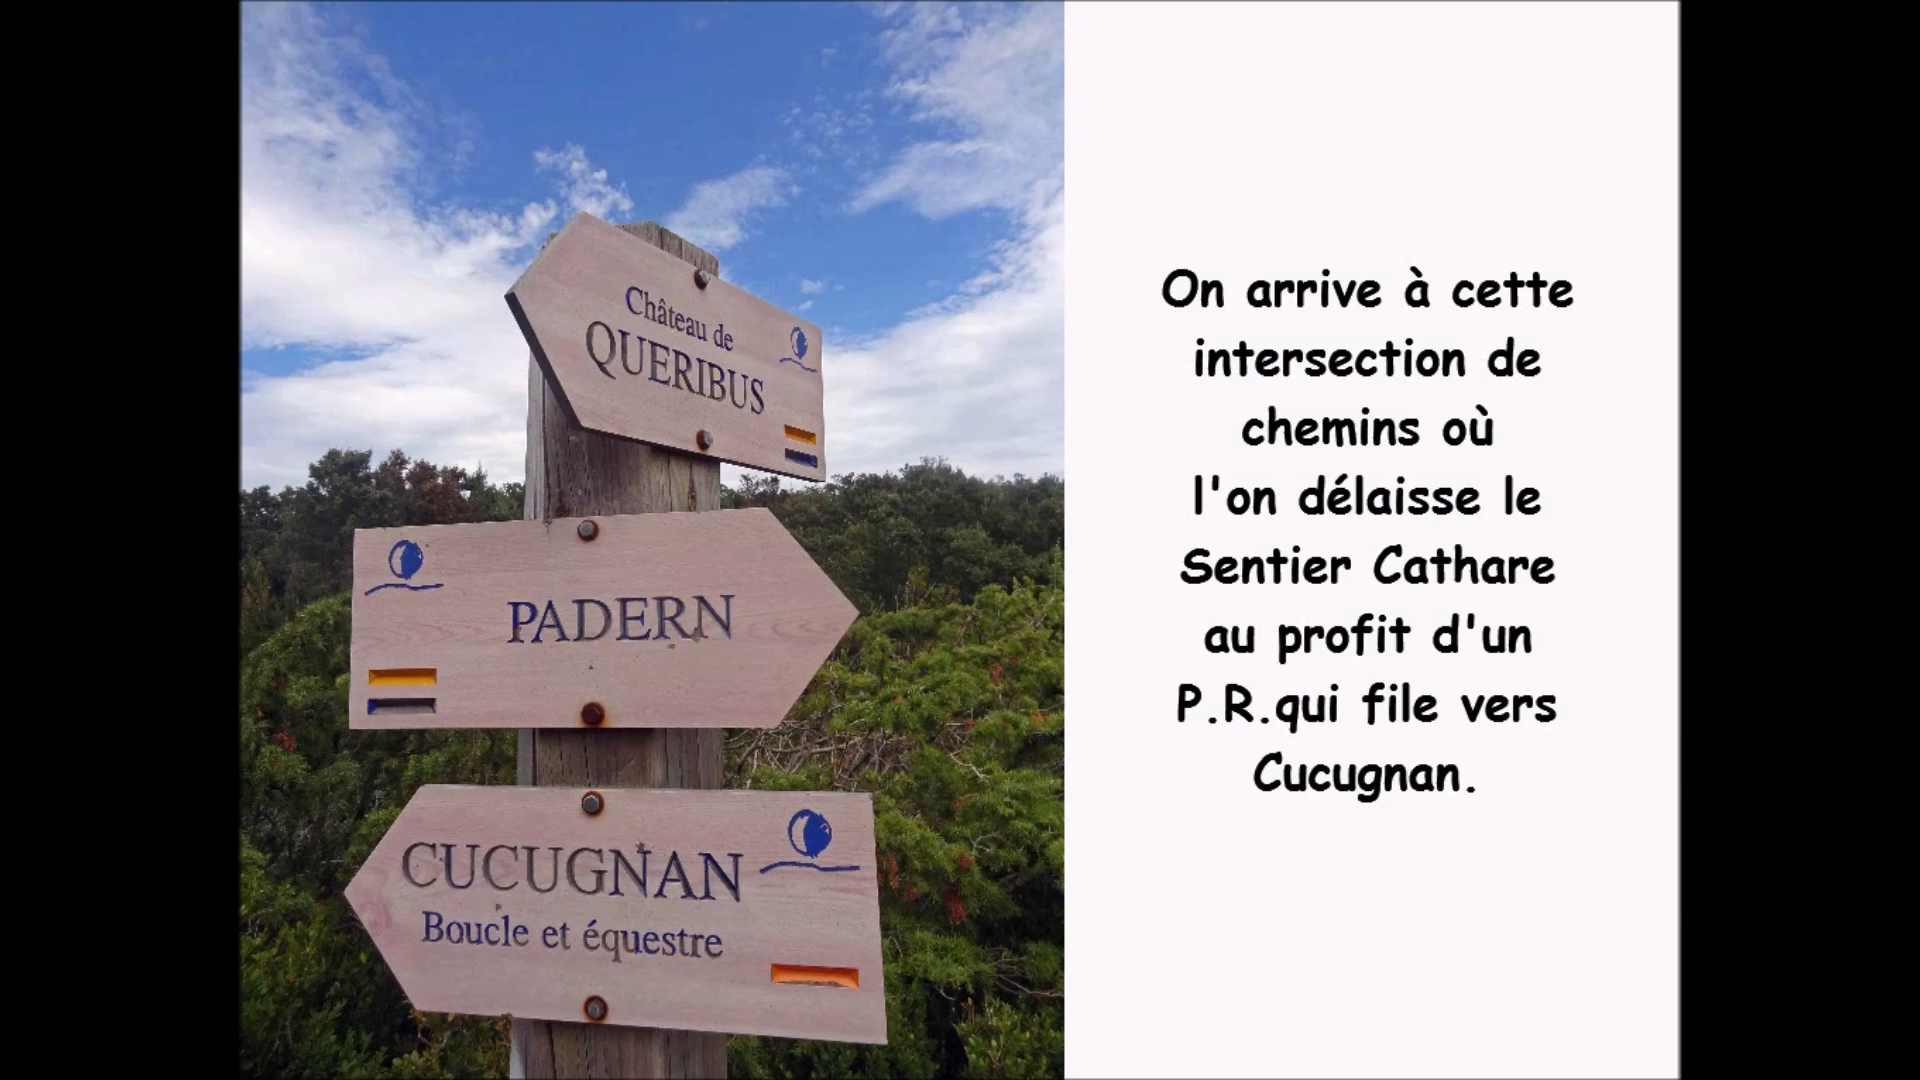 Château de
QUERIBUS
PADERN
CUCUGNAN
Boucle et équestre
On arrive à cette
intersection de
chemins où
l'on délaisse le
Sentier Cathare
au profit d'un
P.R.qui file vers
Cucugnan.